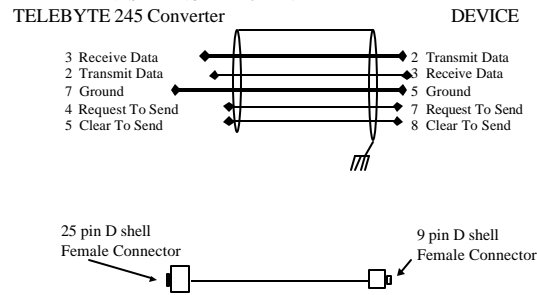 TELEBYTE 245 Converter DEVICE
3 Receive Data 2 Transmit Data
2 Transmit Data 3 Receive Data
7 Ground 5 Ground
4 Request To Send 7 Request To Send
5 Clear To Send 8 Clear To Send
25 pin D shell
Female Connector
9 pin D shell
Female Connector